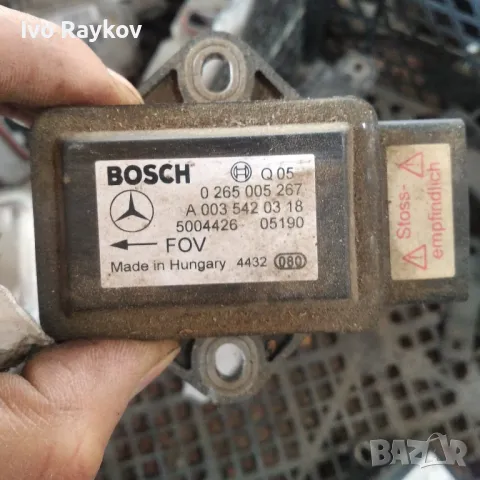 Ivo Raykov
BOSCH Q 05
0 265 005 267
A 003 542 03 18
5004426 05190
← FOV
Made in Hungary 4432 080
Stoss-
empfindlich
BAZAR